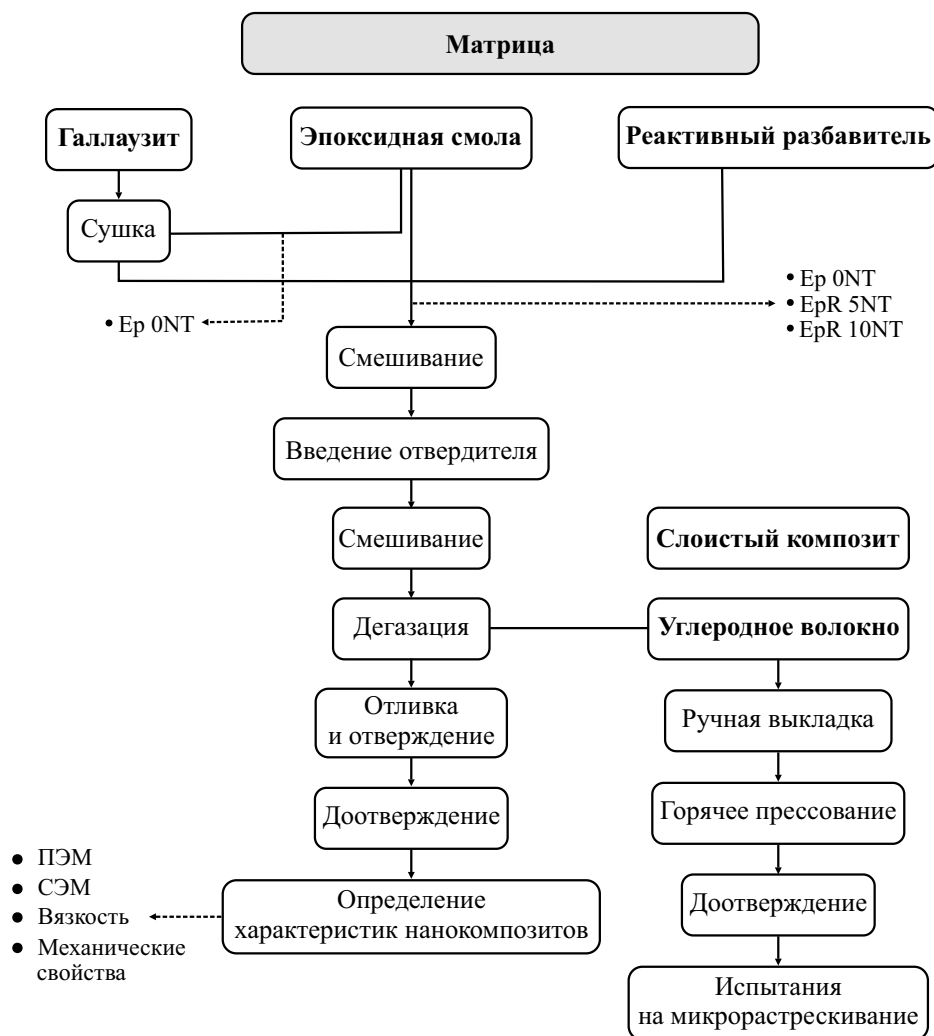 Матрица
Галлаузит
Эпоксидная смола
Реактивный разбавитель
Сушка
• Ep 0NT
• Ep 0NT
• EpR 5NT
• EpR 10NT
Смешивание
Введение отвердителя
Смешивание
Слоистый композит
Дегазация
Углеродное волокно
Отливка
и отверждение
Ручная выкладка
Доотверждение
Горячее прессование
● ПЭМ
● СЭМ
● Вязкость
● Механические
свойства
Определение
характеристик нанокомпозитов
Доотверждение
Испытания
на микрорастрескивание